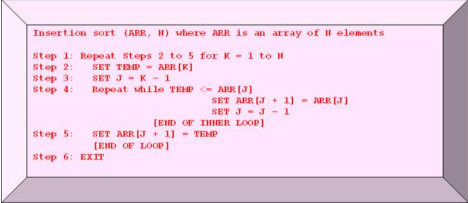 Insertion sort (ARR, N) where ARR is an array of N elements
Step 1: Repeat Steps 2 to 5 for K = 1 to N
Step 2: SET TEMP = ARR[K]
Step 3: SET J = K - 1
Step 4: Repeat while TEMP <= ARR[J]
SET ARR[J + 1] = ARR[J]
SET J = J - 1
[END OF INNER LOOP]
Step 5: SET ARR[J + 1] = TEMP
[END OF LOOP]
Step 6: EXIT